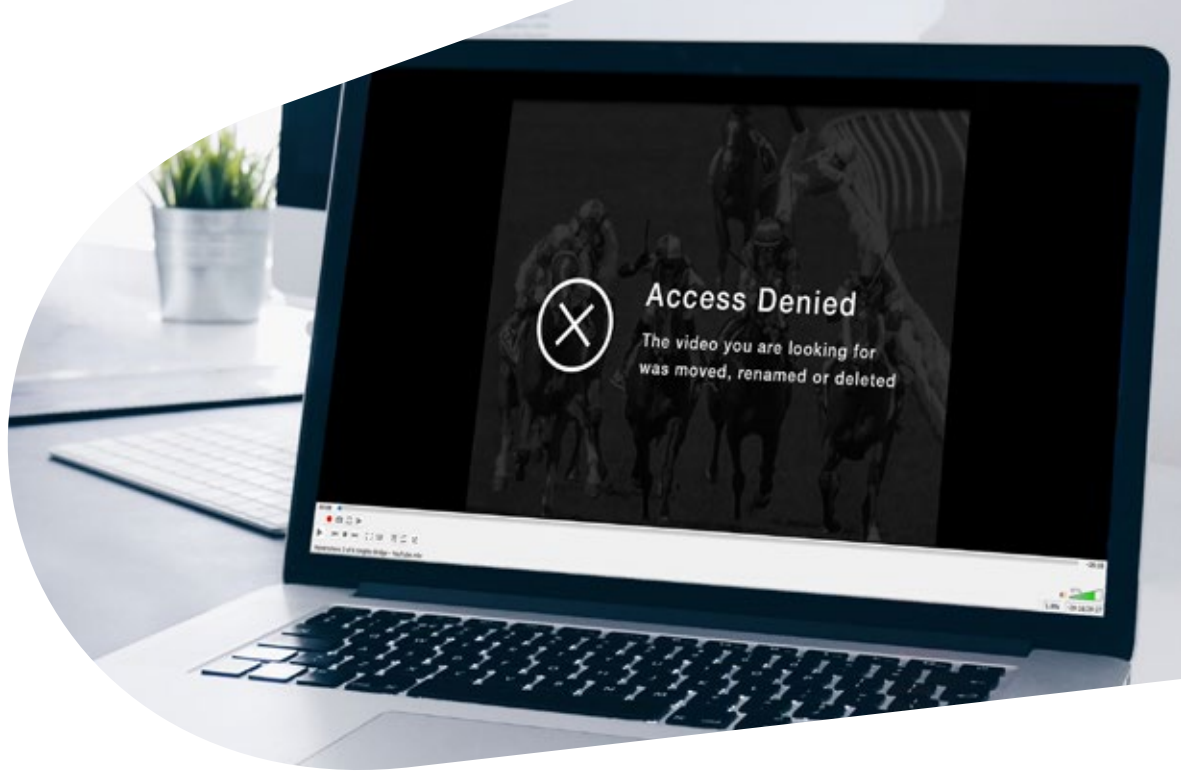 Access Denied
The video you are looking for
was moved, renamed or deleted